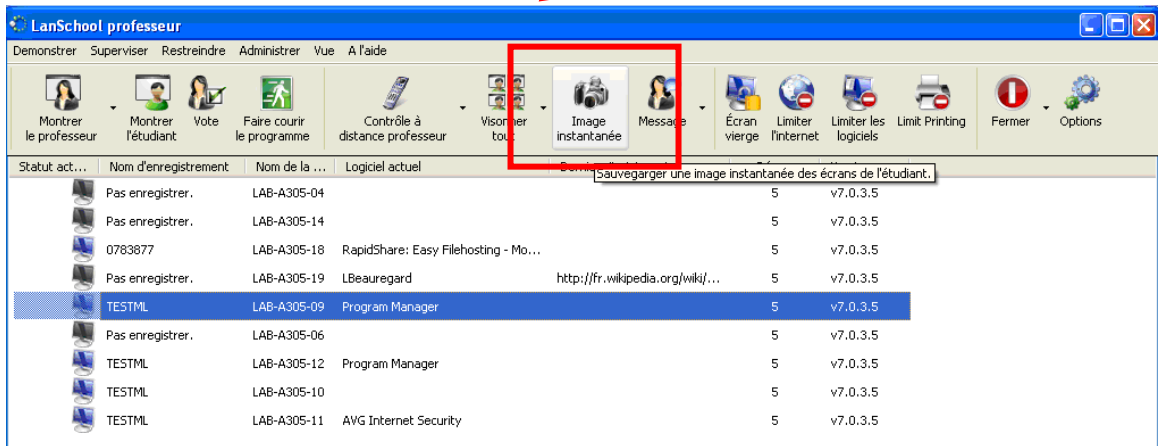 LanSchool professeur
Demonstrer Superviser Restreindre Administrer Vue A l'aide
Montrer le professeur
Montrer l'étudiant
Vote
Faire courir le programme
Contrôle à distance professeur
Visionner tout
Image instantanée
Message
Écran vierge
Limiter l'internet
Limiter les logiciels
Limit Printing
Fermer
Options
Statut act... Nom d'enregistrement Nom de la ... Logiciel actuel
Sauvegarger une image instantanée des écrans de l'étudiant.
Pas enregistrer. LAB-A305-04 5 v7.0.3.5
Pas enregistrer. LAB-A305-14 5 v7.0.3.5
0783877 LAB-A305-18 RapidShare: Easy Filehosting - Mo... 5 v7.0.3.5
Pas enregistrer. LAB-A305-19 LBeauregard http://fr.wikipedia.org/wiki/... 5 v7.0.3.5
TESTML LAB-A305-09 Program Manager 5 v7.0.3.5
Pas enregistrer. LAB-A305-06 5 v7.0.3.5
TESTML LAB-A305-12 Program Manager 5 v7.0.3.5
TESTML LAB-A305-10 5 v7.0.3.5
TESTML LAB-A305-11 AVG Internet Security 5 v7.0.3.5